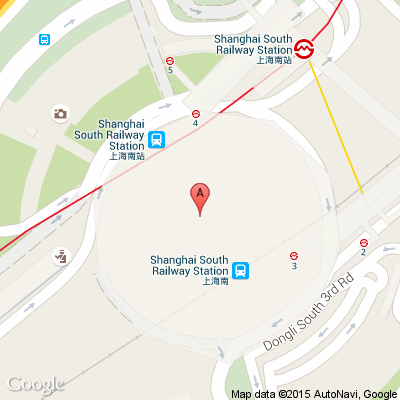 Shanghai South
Railway Station
上海南站
5
4
Shanghai
South Railway
Station
上海南站
A
Shanghai South
Railway Station
上海南
3
2
Dongli South 3rd Rd
Google
Map data ©2015 AutoNavi, Google